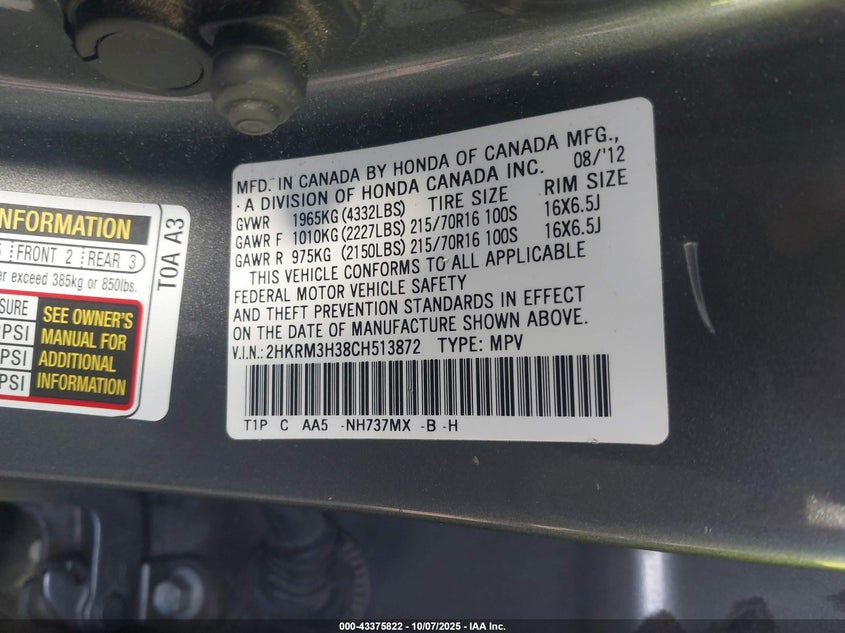 MFD. IN CANADA BY HONDA OF CANADA MFG.,
A DIVISION OF HONDA CANADA INC. 08/'12
GVWR 1965KG(4332LBS) TIRE SIZE RIM SIZE
GAWR F 1010KG(2227LBS)215/70R16 100S 16X6.5J
GAWR R 975KG (2150LBS)215/70R16 100S 16X6.5J
THIS VEHICLE CONFORMS TO ALL APPLICABLE
FEDERAL MOTOR VEHICLE SAFETY
AND THEFT PREVENTION STANDARDS IN EFFECT
ON THE DATE OF MANUFACTURE SHOWN ABOVE.
V.I.N.:2HKRM3H38CH513872 TYPE: MPV
T1P C AA5 -NH737MX -B -H
INFORMATION
FRONT 2 REAR 3
exceed 385kg or 850lbs.
PSI
PSI
PSI
SEE OWNER'S
MANUAL FOR
ADDITIONAL
INFORMATION
T0A A3
000-43375822 - 10/07/2025 - IAA Inc.